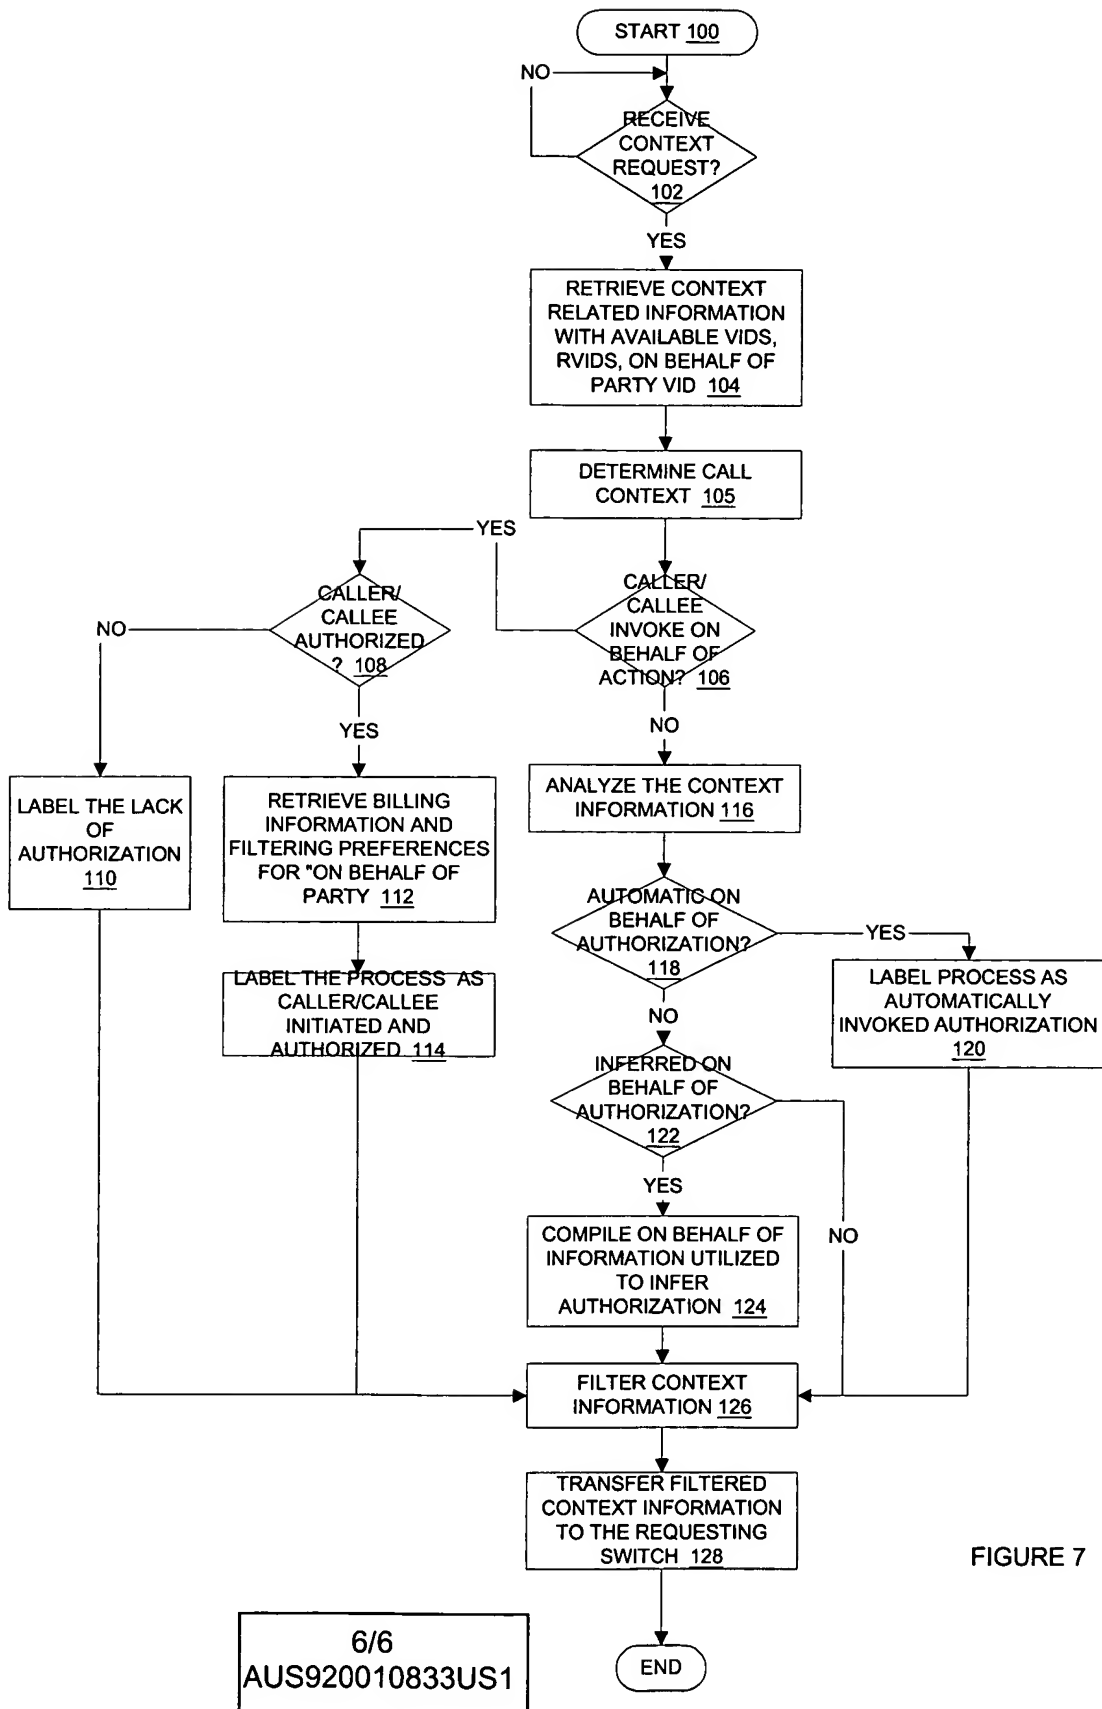 START 100
NO
RECEIVE
CONTEXT
REQUEST?
102
YES
RETRIEVE CONTEXT
RELATED INFORMATION
WITH AVAILABLE VIDS,
RVIDS, ON BEHALF OF
PARTY VID 104
DETERMINE CALL
CONTEXT 105
YES
CALLER/
CALLEE
AUTHORIZED
? 108
CALLER/
CALLEE
INVOKE ON
BEHALF OF
ACTION? 106
NO
YES
NO
LABEL THE LACK
OF
AUTHORIZATION
110
RETRIEVE BILLING
INFORMATION AND
FILTERING PREFERENCES
FOR "ON BEHALF OF
PARTY 112
ANALYZE THE CONTEXT
INFORMATION 116
LABEL THE PROCESS AS
CALLER/CALLEE
INITIATED AND
AUTHORIZED 114
AUTOMATIC ON
BEHALF OF
AUTHORIZATION?
118
YES
LABEL PROCESS AS
AUTOMATICALLY
INVOKED AUTHORIZATION
120
NO
INFERRED ON
BEHALF OF
AUTHORIZATION?
122
YES
NO
COMPILE ON BEHALF OF
INFORMATION UTILIZED
TO INFER
AUTHORIZATION 124
FILTER CONTEXT
INFORMATION 126
TRANSFER FILTERED
CONTEXT INFORMATION
TO THE REQUESTING
SWITCH 128
FIGURE 7
END
6/6
AUS920010833US1